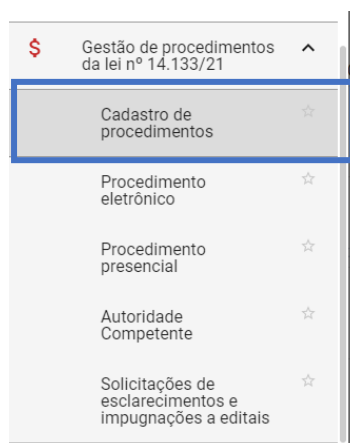 $ Gestão de procedimentos
da lei nº 14.133/21
Cadastro de
procedimentos
Procedimento
eletrônico
Procedimento
presencial
Autoridade
Competente
Solicitações de
esclarecimentos e
impugnações a editais